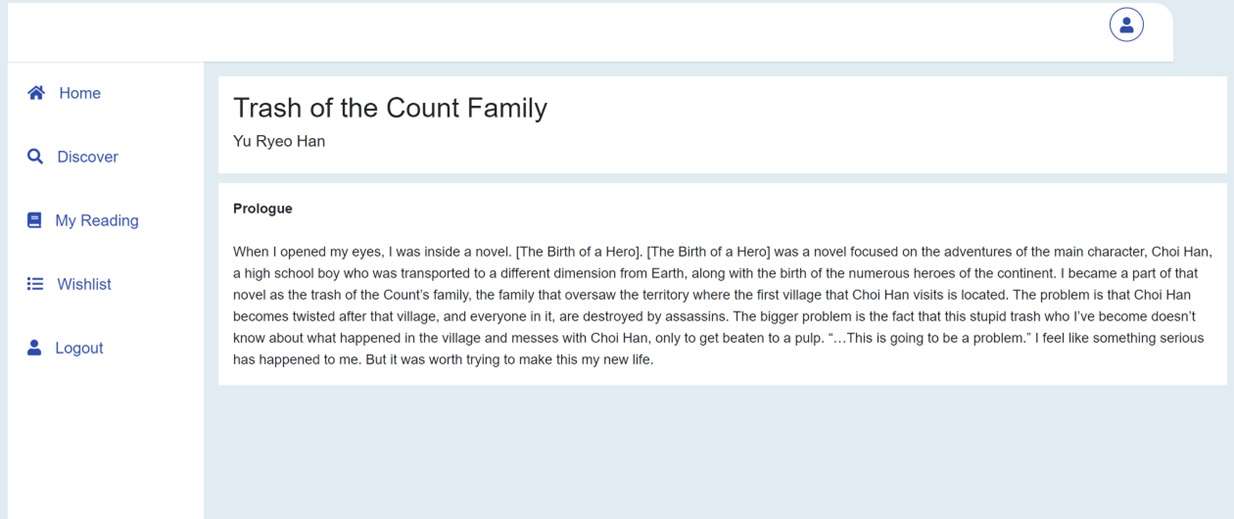 Home
Discover
My Reading
Wishlist
Logout
Trash of the Count Family
Yu Ryeo Han
Prologue
When I opened my eyes, I was inside a novel. [The Birth of a Hero]. [The Birth of a Hero] was a novel focused on the adventures of the main character, Choi Han,
a high school boy who was transported to a different dimension from Earth, along with the birth of the numerous heroes of the continent. I became a part of that
novel as the trash of the Count’s family, the family that oversaw the territory where the first village that Choi Han visits is located. The problem is that Choi Han
becomes twisted after that village, and everyone in it, are destroyed by assassins. The bigger problem is the fact that this stupid trash who I’ve become doesn’t
know about what happened in the village and messes with Choi Han, only to get beaten to a pulp. “…This is going to be a problem.” I feel like something serious
has happened to me. But it was worth trying to make this my new life.